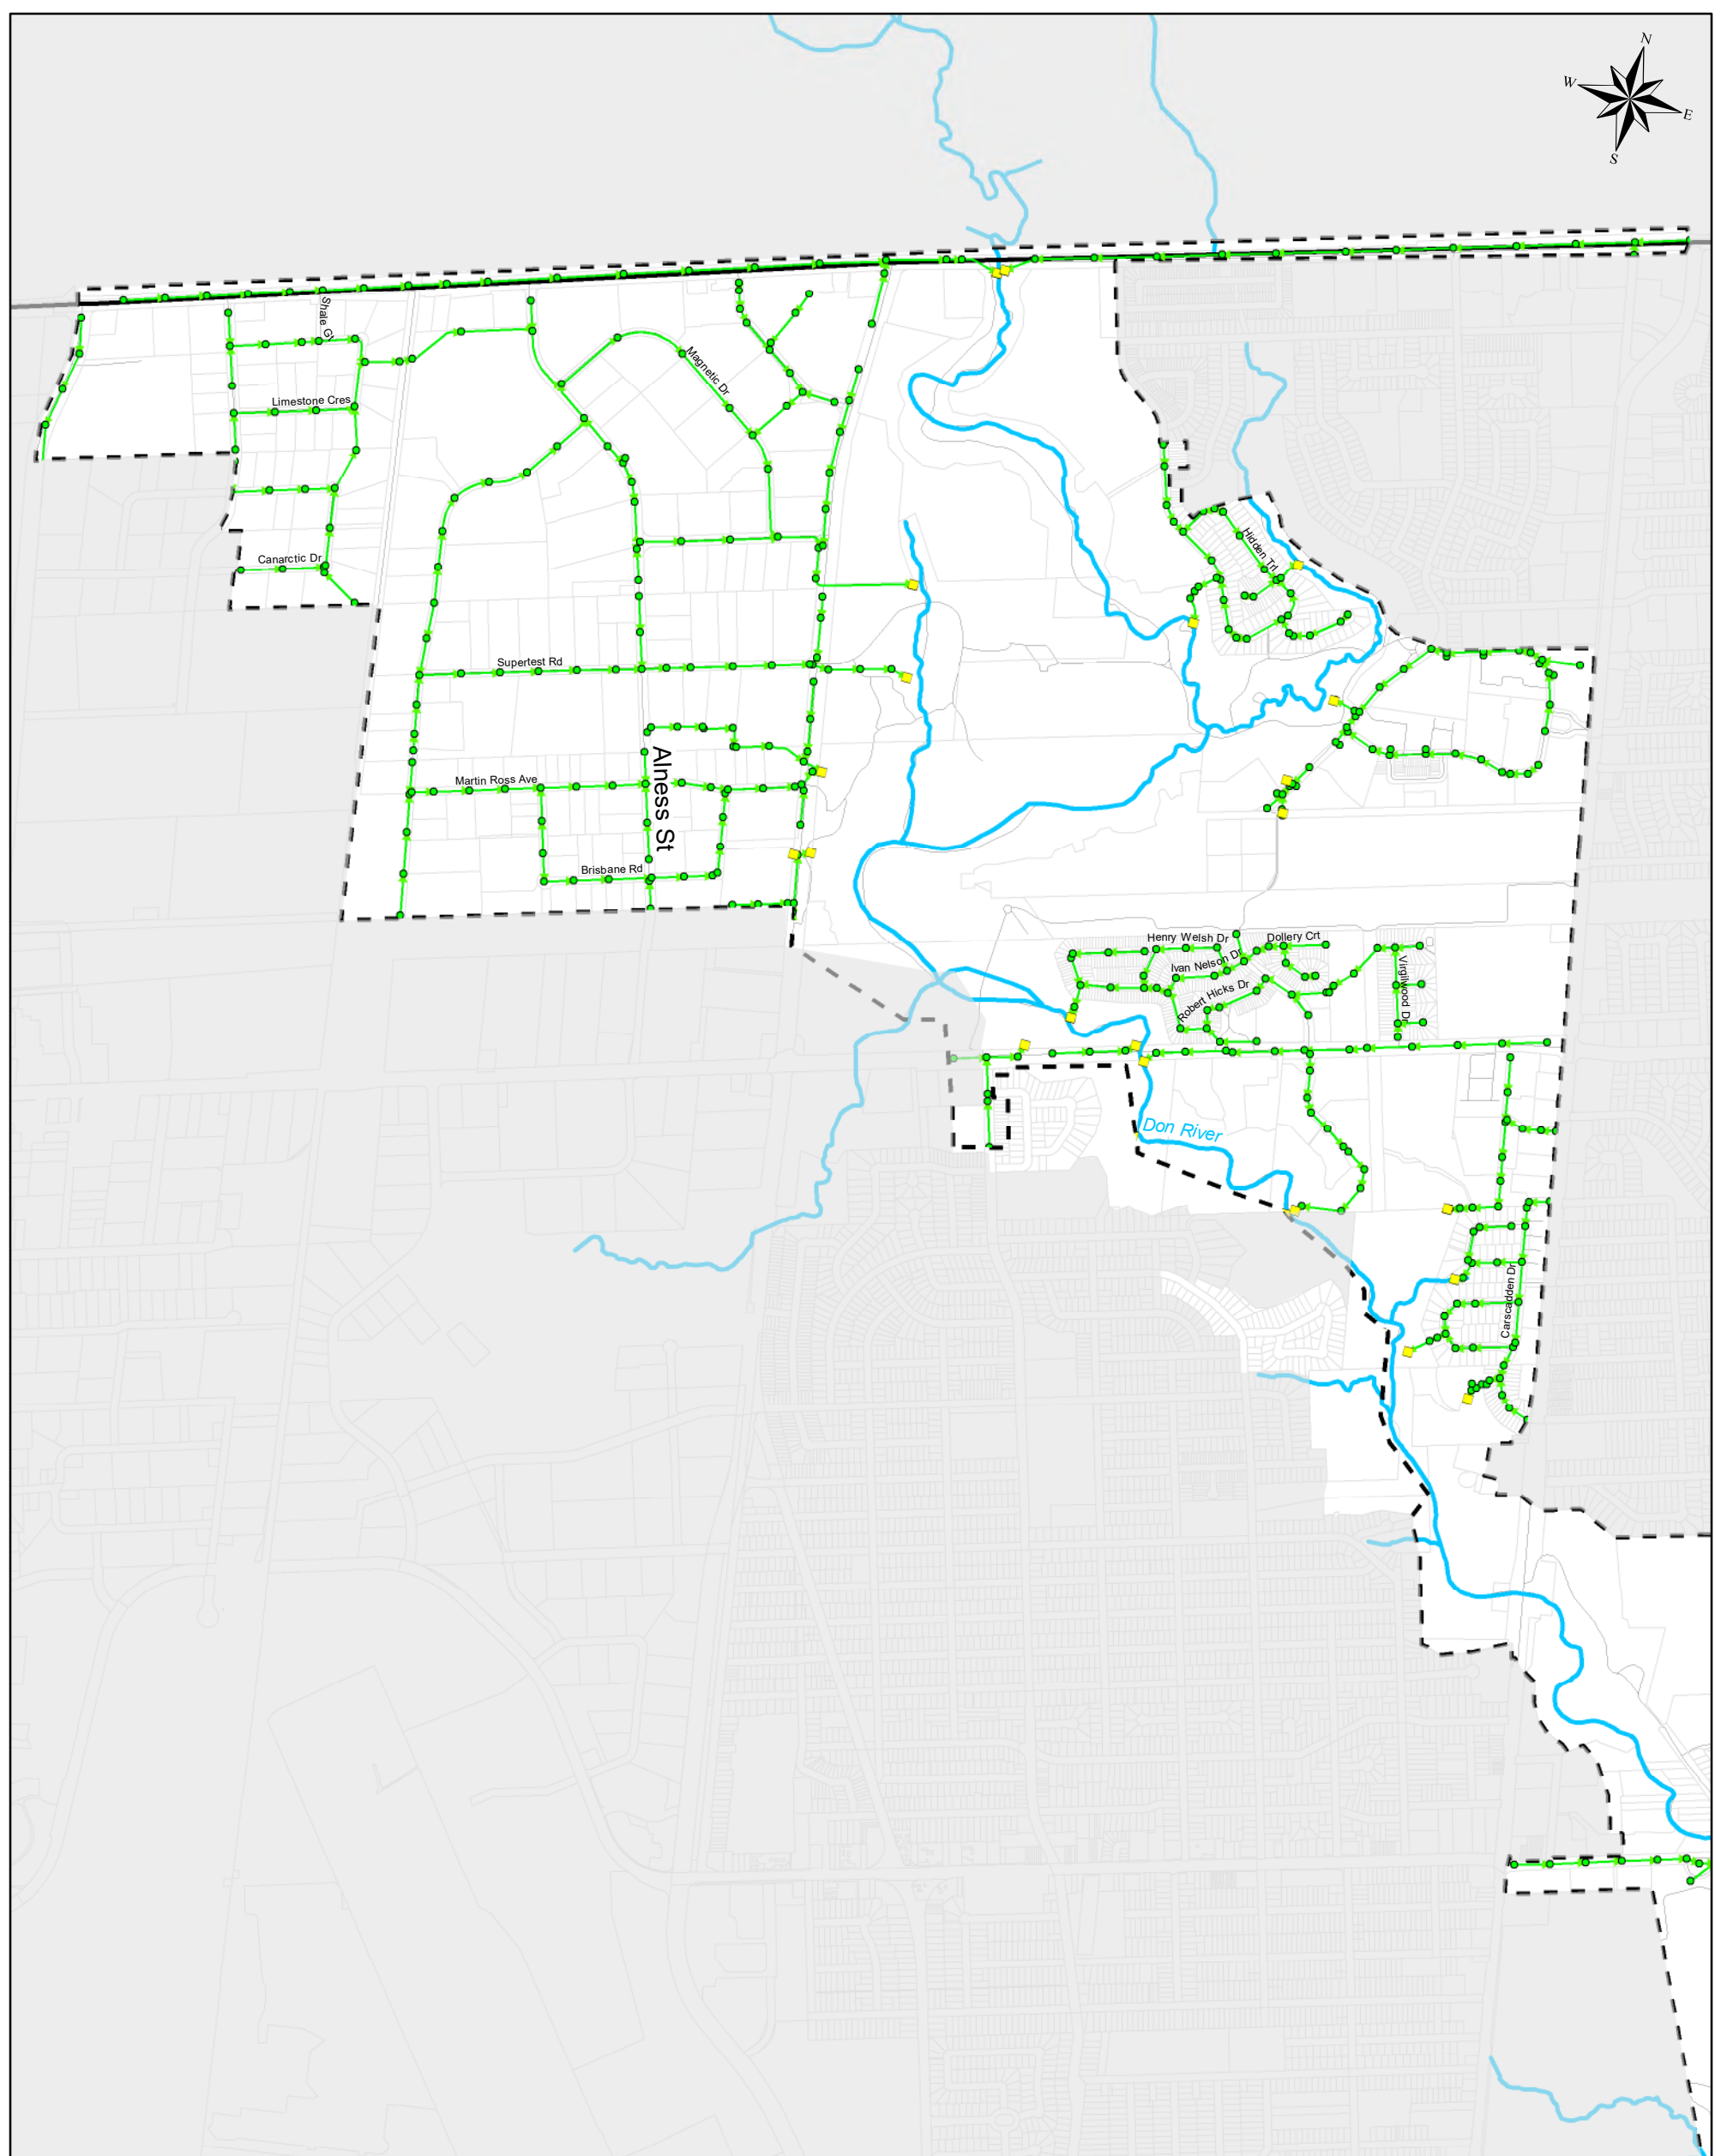 N
W
E
S
Shale G
Magnetic Dr
Limestone Cres
Hidden Trl
Canarctic Dr
Supertest Rd
Alness St
Martin Ross Ave
Brisbane Rd
Henry Welsh Dr
Dollery Crt
Ivan Nelson Dr
Virgilwood Dr
Robert Hicks Dr
Don River
Carscadden Dr